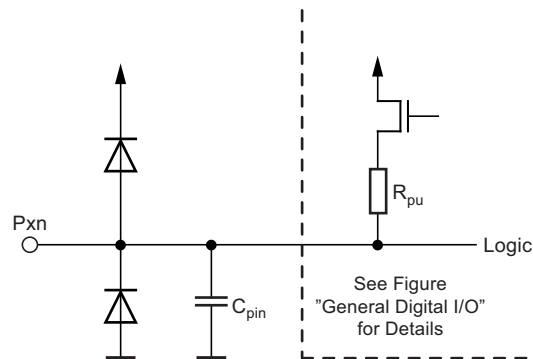 Pxn
R_pu
Logic
C_pin
See Figure
"General Digital I/O"
for Details